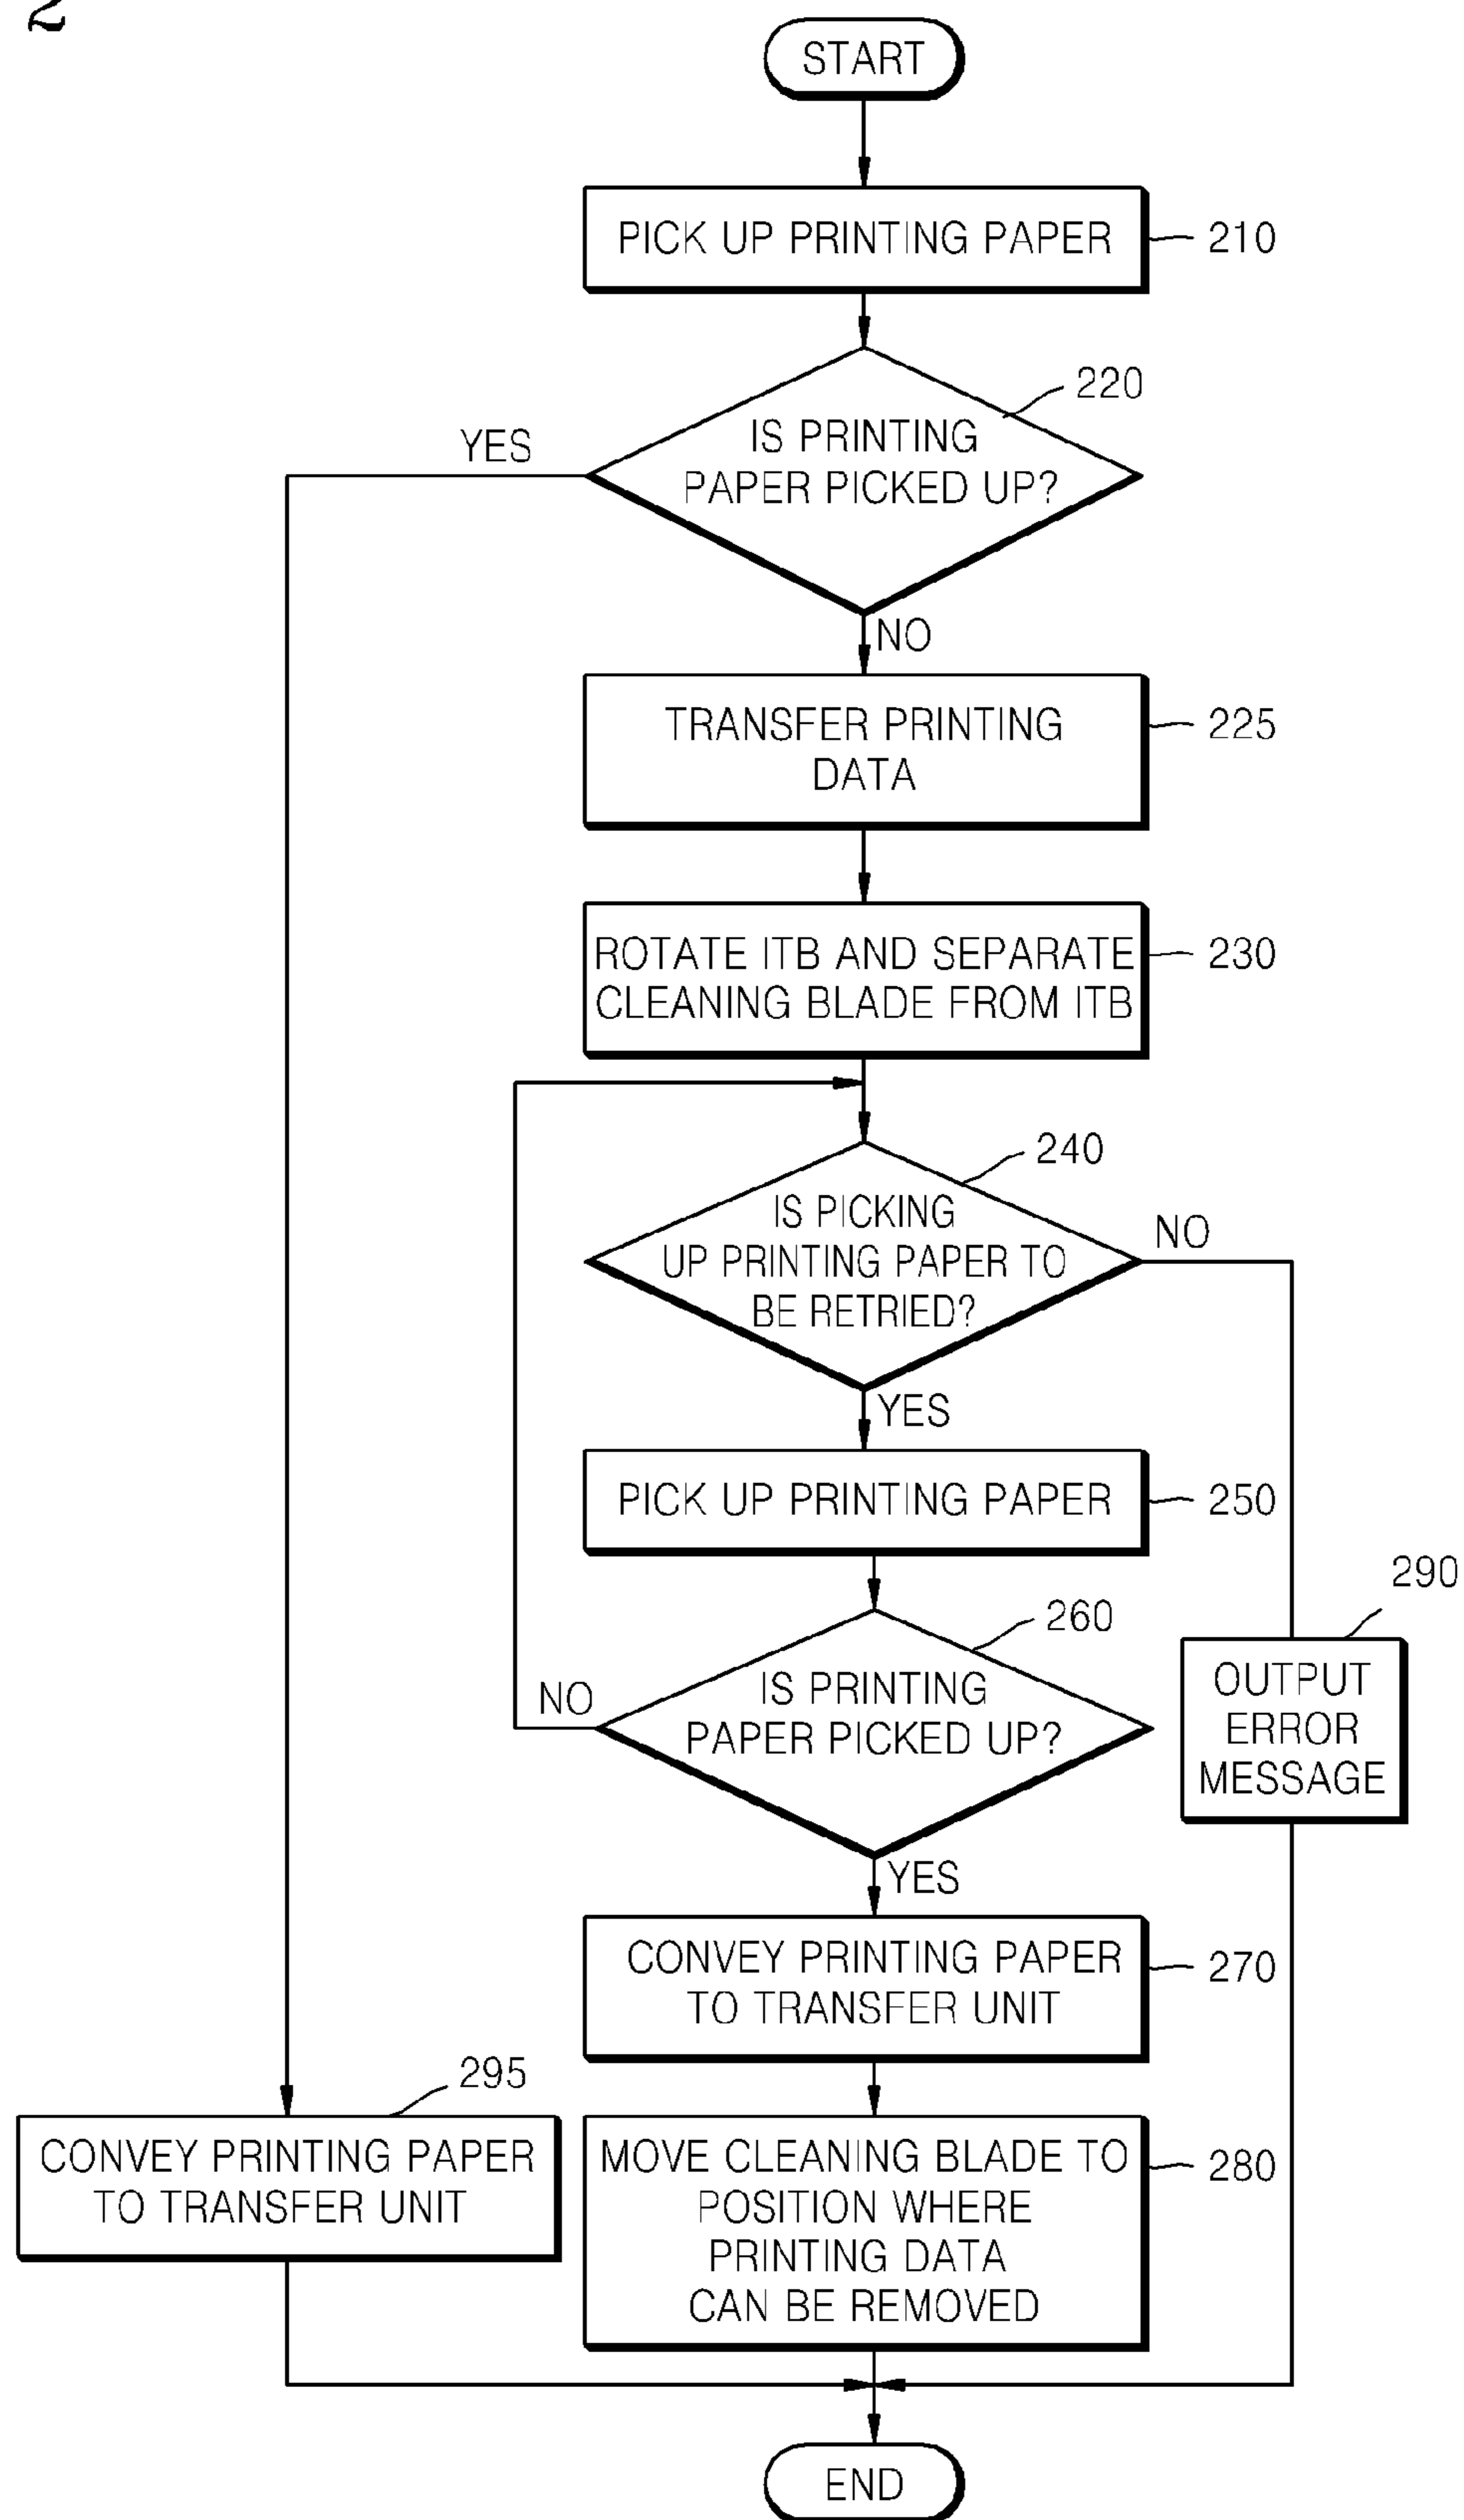 2
START
PICK UP PRINTING PAPER
210
220
IS PRINTING
PAPER PICKED UP?
YES
NO
TRANSFER PRINTING
DATA
225
ROTATE ITB AND SEPARATE
CLEANING BLADE FROM ITB
230
240
IS PICKING
UP PRINTING PAPER TO
BE RETRIED?
NO
YES
PICK UP PRINTING PAPER
250
260
IS PRINTING
PAPER PICKED UP?
NO
YES
290
OUTPUT
ERROR
MESSAGE
CONVEY PRINTING PAPER
TO TRANSFER UNIT
270
295
CONVEY PRINTING PAPER
TO TRANSFER UNIT
MOVE CLEANING BLADE TO
POSITION WHERE
PRINTING DATA
CAN BE REMOVED
280
END